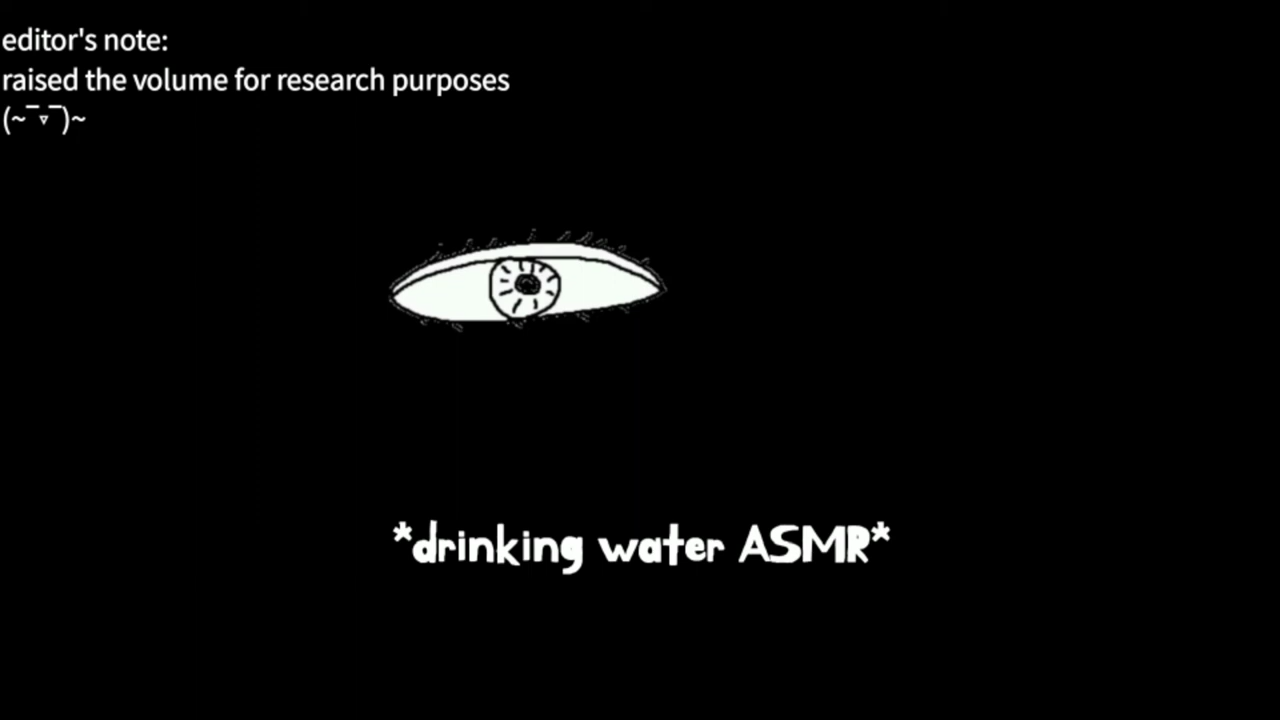 editor's note:
raised the volume for research purposes
(~‾▿‾)~
*drinking water ASMR*